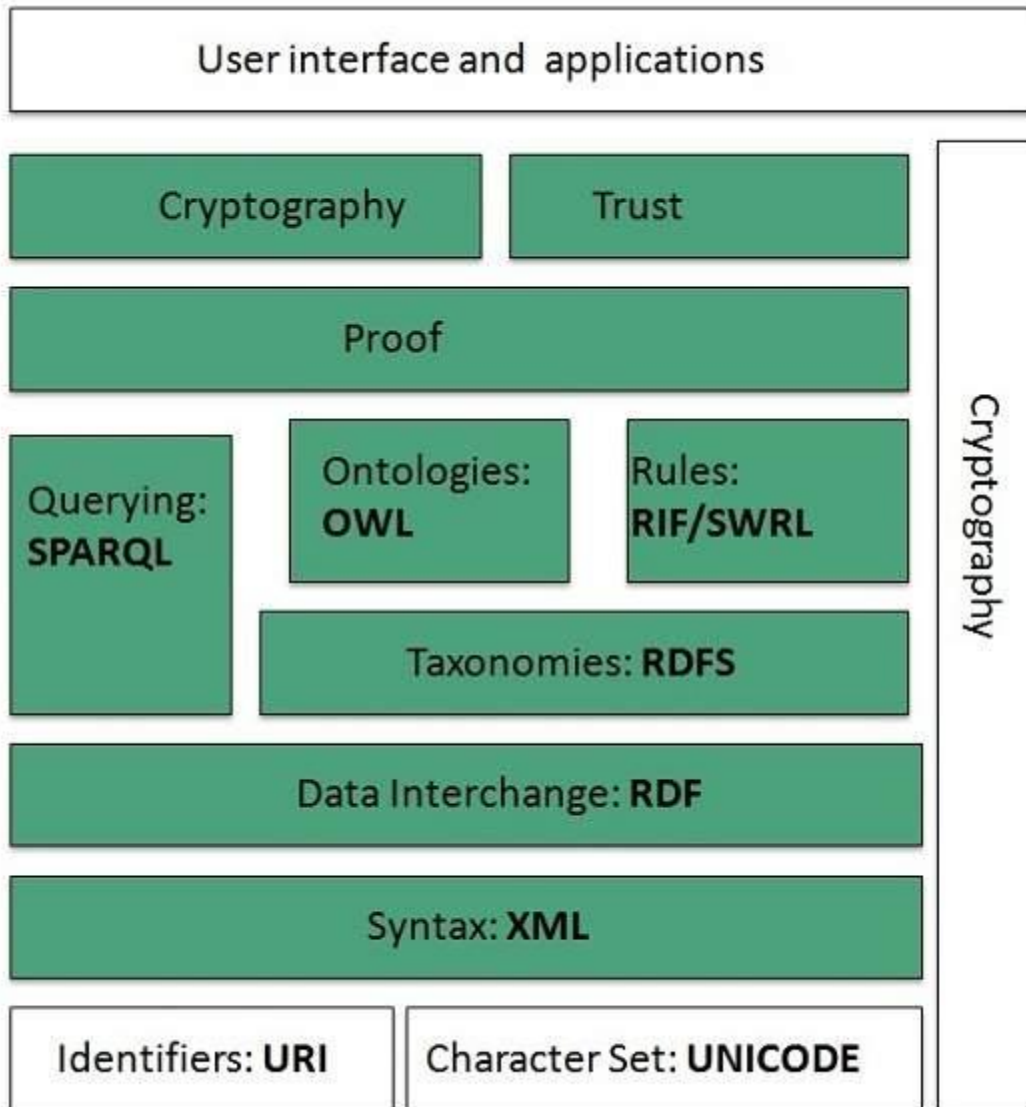 User interface and applications
Cryptography
Trust
Proof
Querying:
SPARQL
Ontologies:
OWL
Rules:
RIF/SWRL
Taxonomies: RDFS
Data Interchange: RDF
Syntax: XML
Identifiers: URI
Character Set: UNICODE
Cryptography